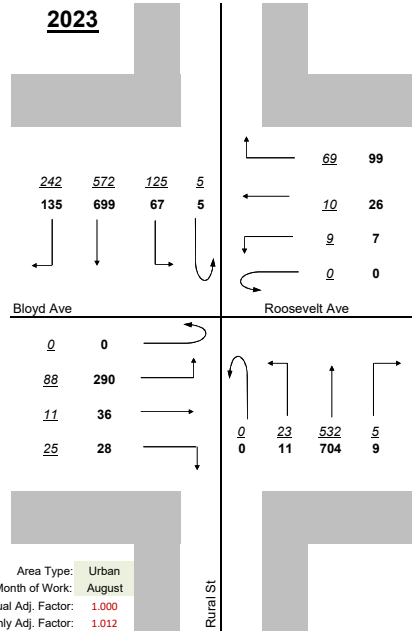 2023
69 99
242 572 125 5
135 699 67 5
10 26
9 7
0 0
Bloyd Ave
Roosevelt Ave
0 0
88 290
11 36
25 28
0 23 532 5
0 11 704 9
Rural St
Area Type: Urban
Month of Work: August
ual Adj. Factor: 1.000
nly Adj. Factor: 1.012